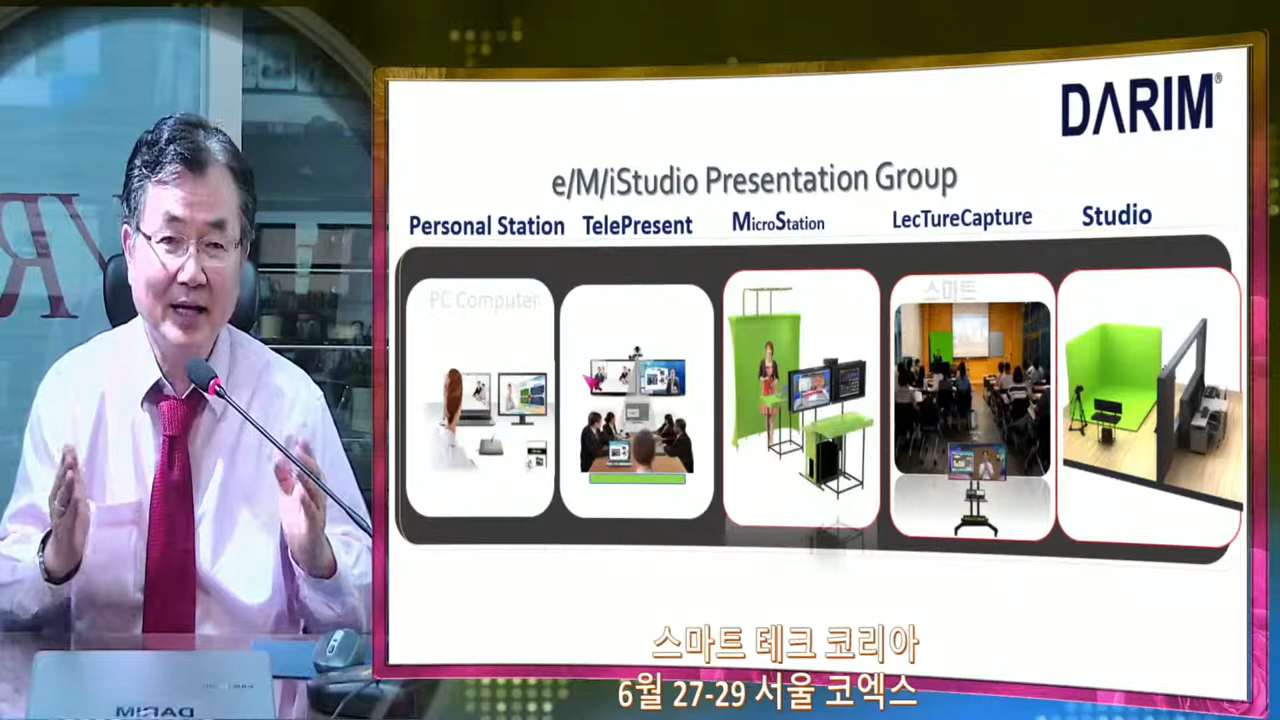 DARIM®
e/M/iStudio Presentation Group
Personal Station TelePresent MicroStation LecTureCapture Studio
PC Computer
스마트
스마트 테크 코리아
6월 27-29 서울 코엑스
DARIM